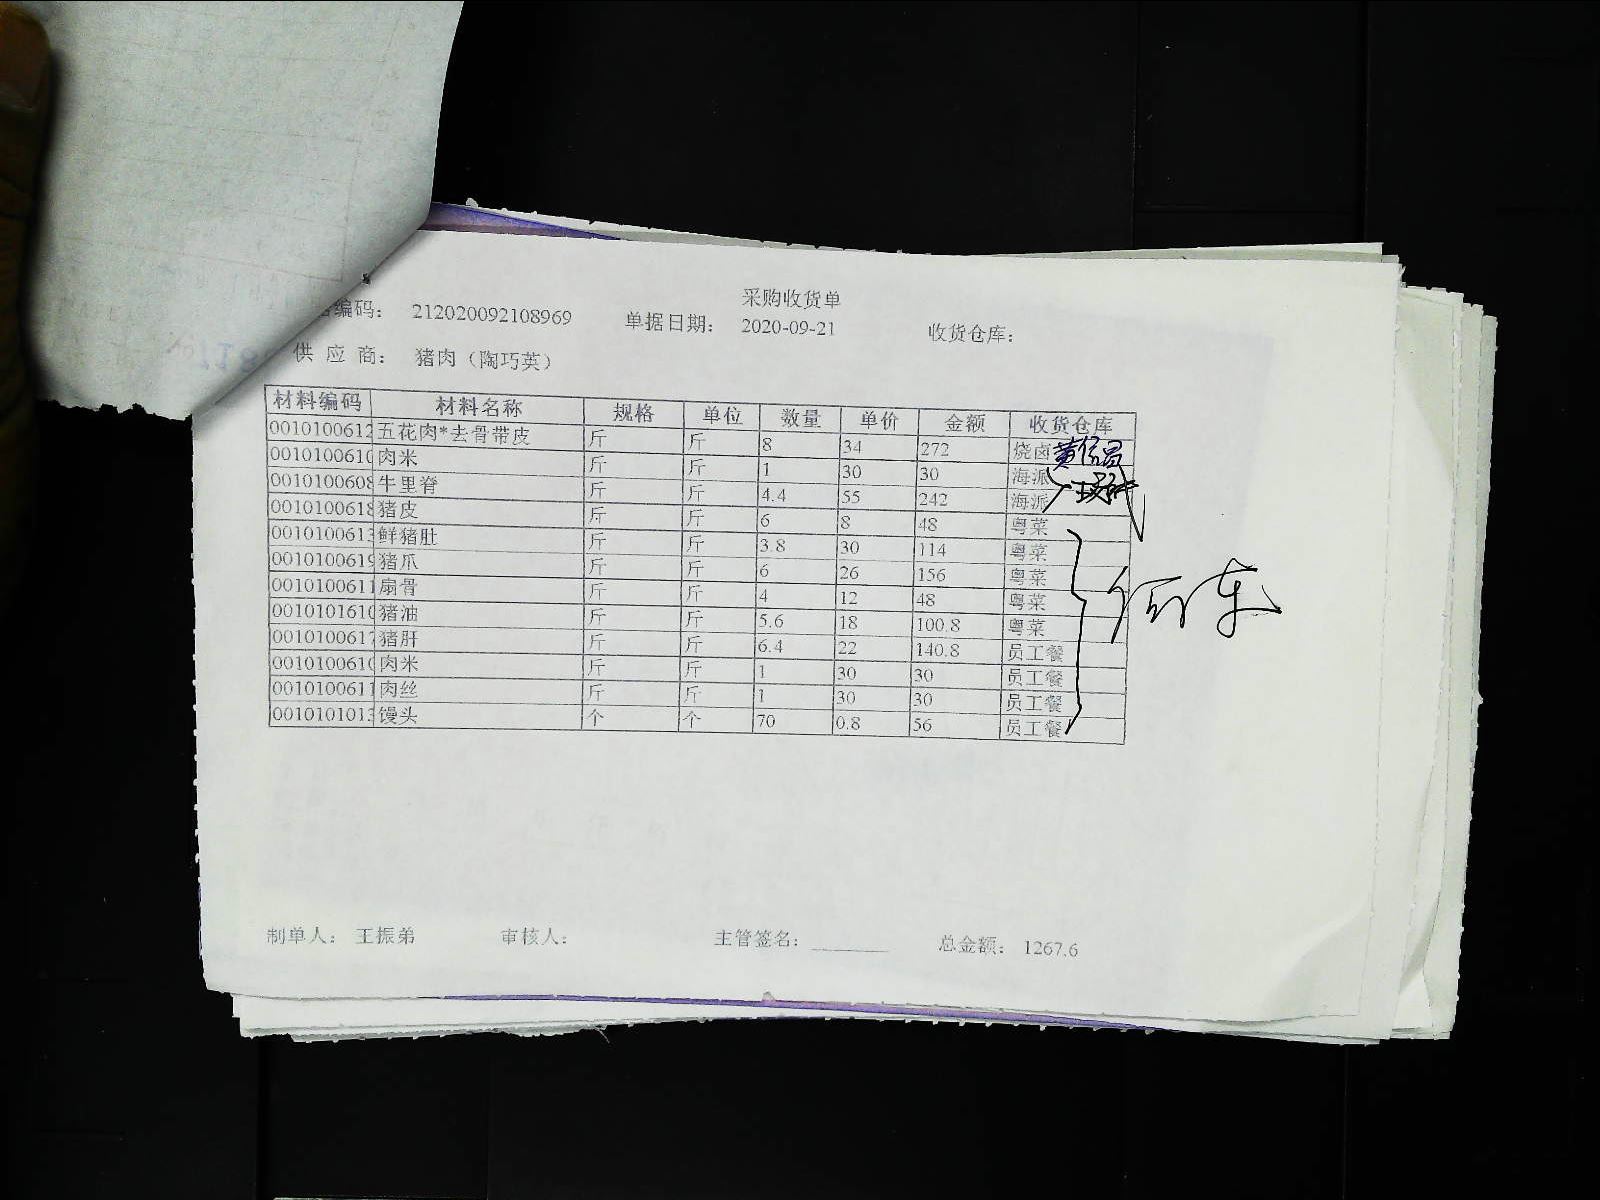 采购收货单
编码： 212020092108969 单据日期： 2020-09-21 收货仓库：
供 应 商： 猪肉（陶巧英）
材料编码 材料名称 规格 单位 数量 单价 金额 收货仓库
0010100612 五花肉*去骨带皮 斤 斤 8 34 272 烧卤
0010100610 肉米 斤 斤 1 30 30 海派
0010100608 牛里脊 斤 斤 4.4 55 242 海派
0010100618 猪皮 斤 斤 6 8 48 粤菜
0010100613 鲜猪肚 斤 斤 3.8 30 114 粤菜
0010100619 猪爪 斤 斤 6 26 156 粤菜
0010100611 扇骨 斤 斤 4 12 48 粤菜
0010101610 猪油 斤 斤 5.6 18 100.8 粤菜
0010100617 猪肝 斤 斤 6.4 22 140.8 员工餐
0010100610 肉米 斤 斤 1 30 30 员工餐
0010100611 肉丝 斤 斤 1 30 30 员工餐
0010101013 馒头 个 个 70 0.8 56 员工餐
制单人： 王振弟 审核人： 主管签名： 总金额： 1267.6